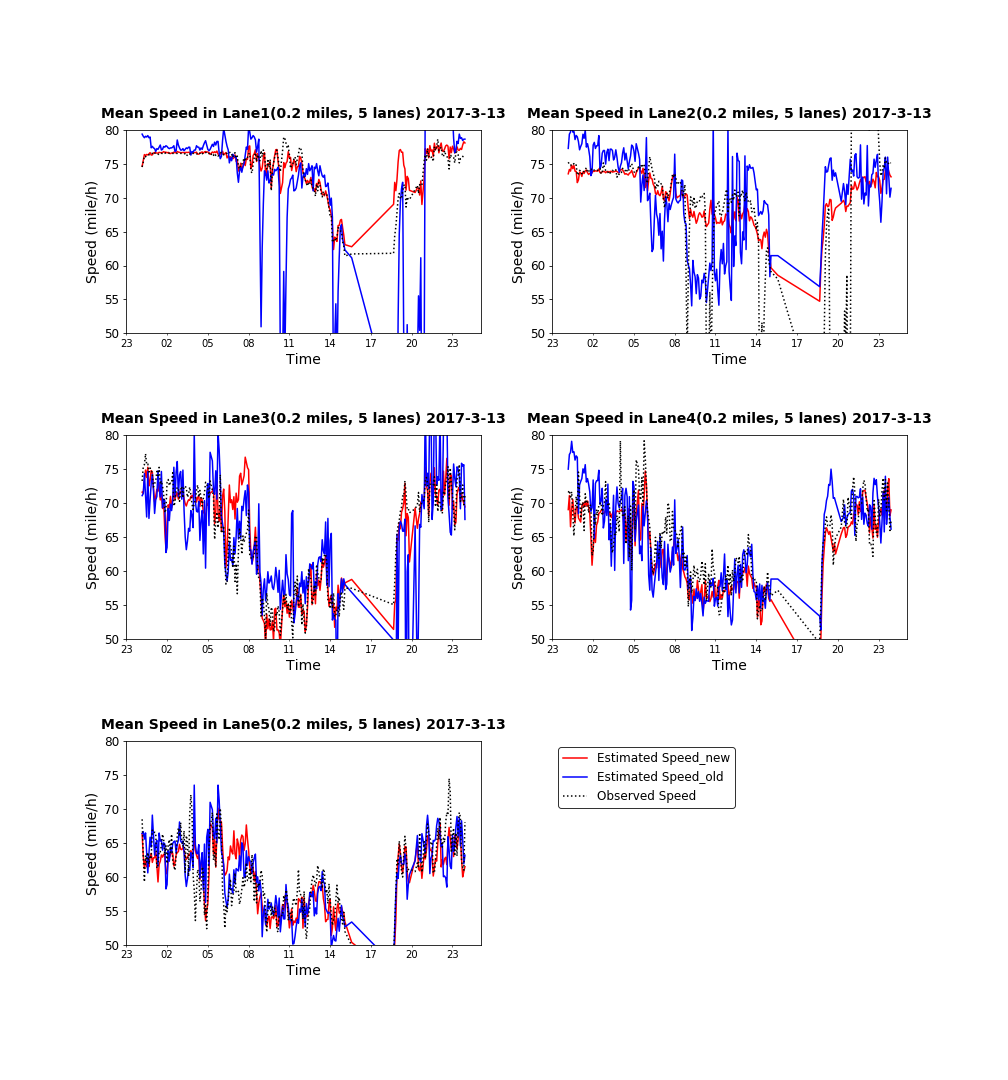 Mean Speed in Lane1(0.2 miles, 5 lanes) 2017-3-13
80
75
70
65
60
55
50
Speed (mile/h)
23 02 05 08 11 14 17 20 23
Time
Mean Speed in Lane2(0.2 miles, 5 lanes) 2017-3-13
80
75
70
65
60
55
50
Speed (mile/h)
23 02 05 08 11 14 17 20 23
Time
Mean Speed in Lane3(0.2 miles, 5 lanes) 2017-3-13
80
75
70
65
60
55
50
Speed (mile/h)
23 02 05 08 11 14 17 20 23
Time
Mean Speed in Lane4(0.2 miles, 5 lanes) 2017-3-13
80
75
70
65
60
55
50
Speed (mile/h)
23 02 05 08 11 14 17 20 23
Time
Mean Speed in Lane5(0.2 miles, 5 lanes) 2017-3-13
80
75
70
65
60
55
50
Speed (mile/h)
23 02 05 08 11 14 17 20 23
Time
Estimated Speed_new
Estimated Speed_old
Observed Speed